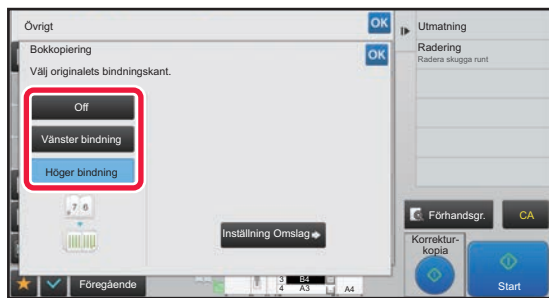 Övrigt
OK
Bokkopiering
OK
Välj originalets bindningskant.
Off
Vänster bindning
Höger bindning
7 6
Inställning Omslag
Föregående
3 B4
4 A3 A4
Utmatning
Radering
Radera skugga runt
Förhandsgr.
CA
Korrektur-
kopia
Start